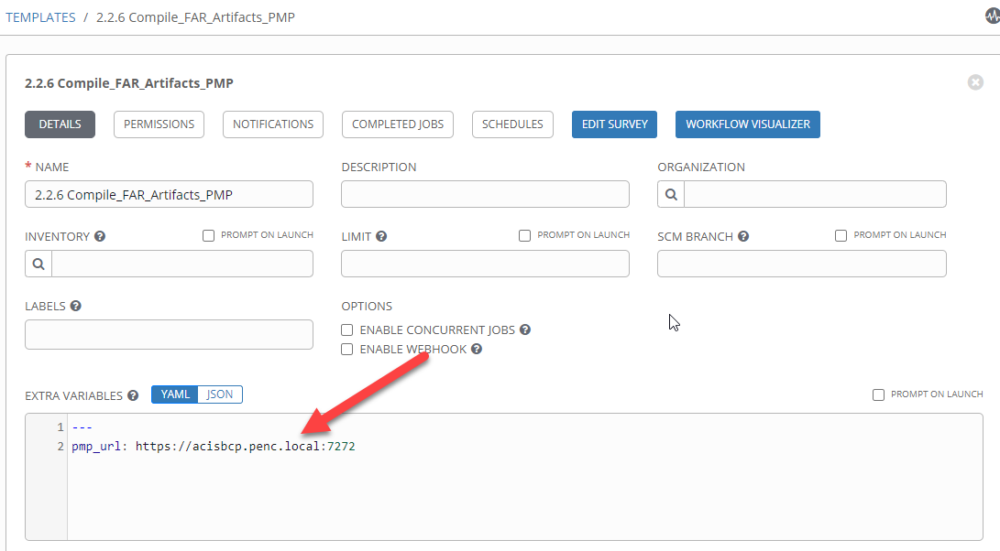 TEMPLATES / 2.2.6 Compile_FAR_Artifacts_PMP
2.2.6 Compile_FAR_Artifacts_PMP
DETAILS PERMISSIONS NOTIFICATIONS COMPLETED JOBS SCHEDULES EDIT SURVEY WORKFLOW VISUALIZER
* NAME DESCRIPTION ORGANIZATION
2.2.6 Compile_FAR_Artifacts_PMP
INVENTORY ? PROMPT ON LAUNCH LIMIT ? PROMPT ON LAUNCH SCM BRANCH ? PROMPT ON LAUNCH
LABELS ? OPTIONS
ENABLE CONCURRENT JOBS ?
ENABLE WEBHOOK ?
EXTRA VARIABLES ? YAML JSON PROMPT ON LAUNCH
1 ---
2 pmp_url: https://acisbcp.penc.local:7272